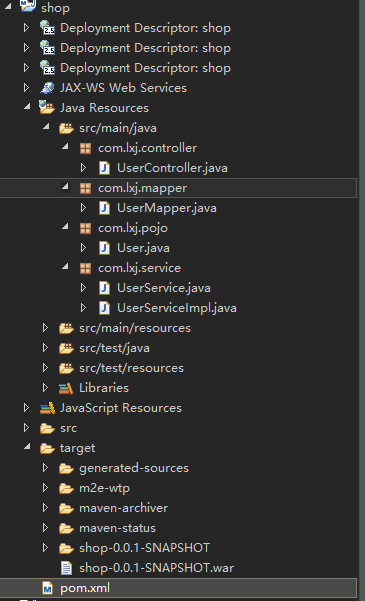 shop
Deployment Descriptor: shop
Deployment Descriptor: shop
Deployment Descriptor: shop
JAX-WS Web Services
Java Resources
src/main/java
com.lxj.controller
UserController.java
com.lxj.mapper
UserMapper.java
com.lxj.pojo
User.java
com.lxj.service
UserService.java
UserServiceImpl.java
src/main/resources
src/test/java
src/test/resources
Libraries
JavaScript Resources
src
target
generated-sources
m2e-wtp
maven-archiver
maven-status
shop-0.0.1-SNAPSHOT
shop-0.0.1-SNAPSHOT.war
pom.xml